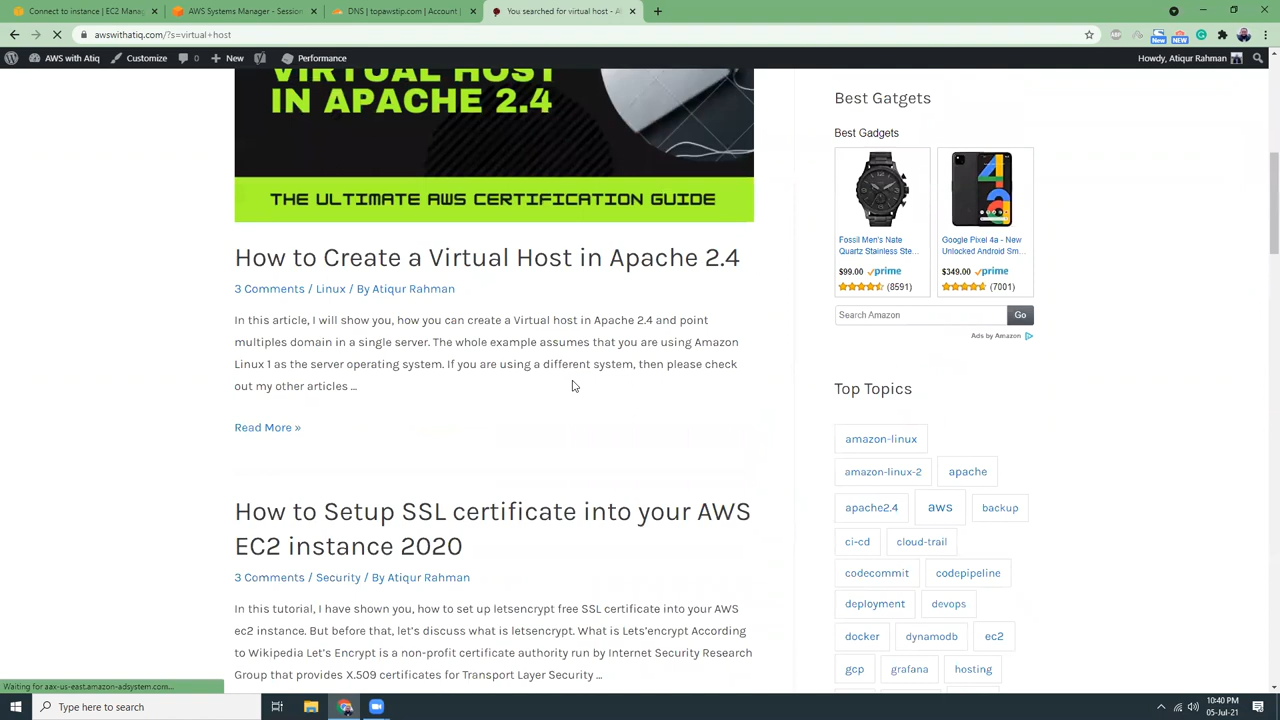 Connect to instance | EC2 Manag
AWS Systems Manager - Session
DNS | topawstip.com | Account |
You searched for virtual host - A
awswithatiq.com/?s=virtual+host
New
New
AWS with Atiq
Customize
0
New
Performance
Howdy, Atiqur Rahman
VIRTUAL HOST
IN APACHE 2.4
THE ULTIMATE AWS CERTIFICATION GUIDE
How to Create a Virtual Host in Apache 2.4
3 Comments / Linux / By Atiqur Rahman
In this article, I will show you, how you can create a Virtual host in Apache 2.4 and point
multiples domain in a single server. The whole example assumes that you are using Amazon
Linux 1 as the server operating system. If you are using a different system, then please check
out my other articles …
Read More »
How to Setup SSL certificate into your AWS
EC2 instance 2020
3 Comments / Security / By Atiqur Rahman
In this tutorial, I have shown you, how to set up letsencrypt free SSL certificate into your AWS
ec2 instance. But before that, let's discuss what is letsencrypt. What is Lets'encrypt According
to Wikipedia Let's Encrypt is a non-profit certificate authority run by Internet Security Research
Group that provides X.509 certificates for Transport Layer Security …
Best Gatgets
Best Gadgets
Fossil Men's Nate
Quartz Stainless Ste...
$99.00 prime
(8591)
Google Pixel 4a - New
Unlocked Android Sm...
$349.00 prime
(7001)
Search Amazon
Go
Ads by Amazon
Top Topics
amazon-linux
amazon-linux-2
apache
apache2.4
aws
backup
ci-cd
cloud-trail
codecommit
codepipeline
deployment
devops
docker
dynamodb
ec2
gcp
grafana
hosting
Waiting for aax-us-east.amazon-adsystem.com...
Type here to search
10:40 PM
05-Jul-21